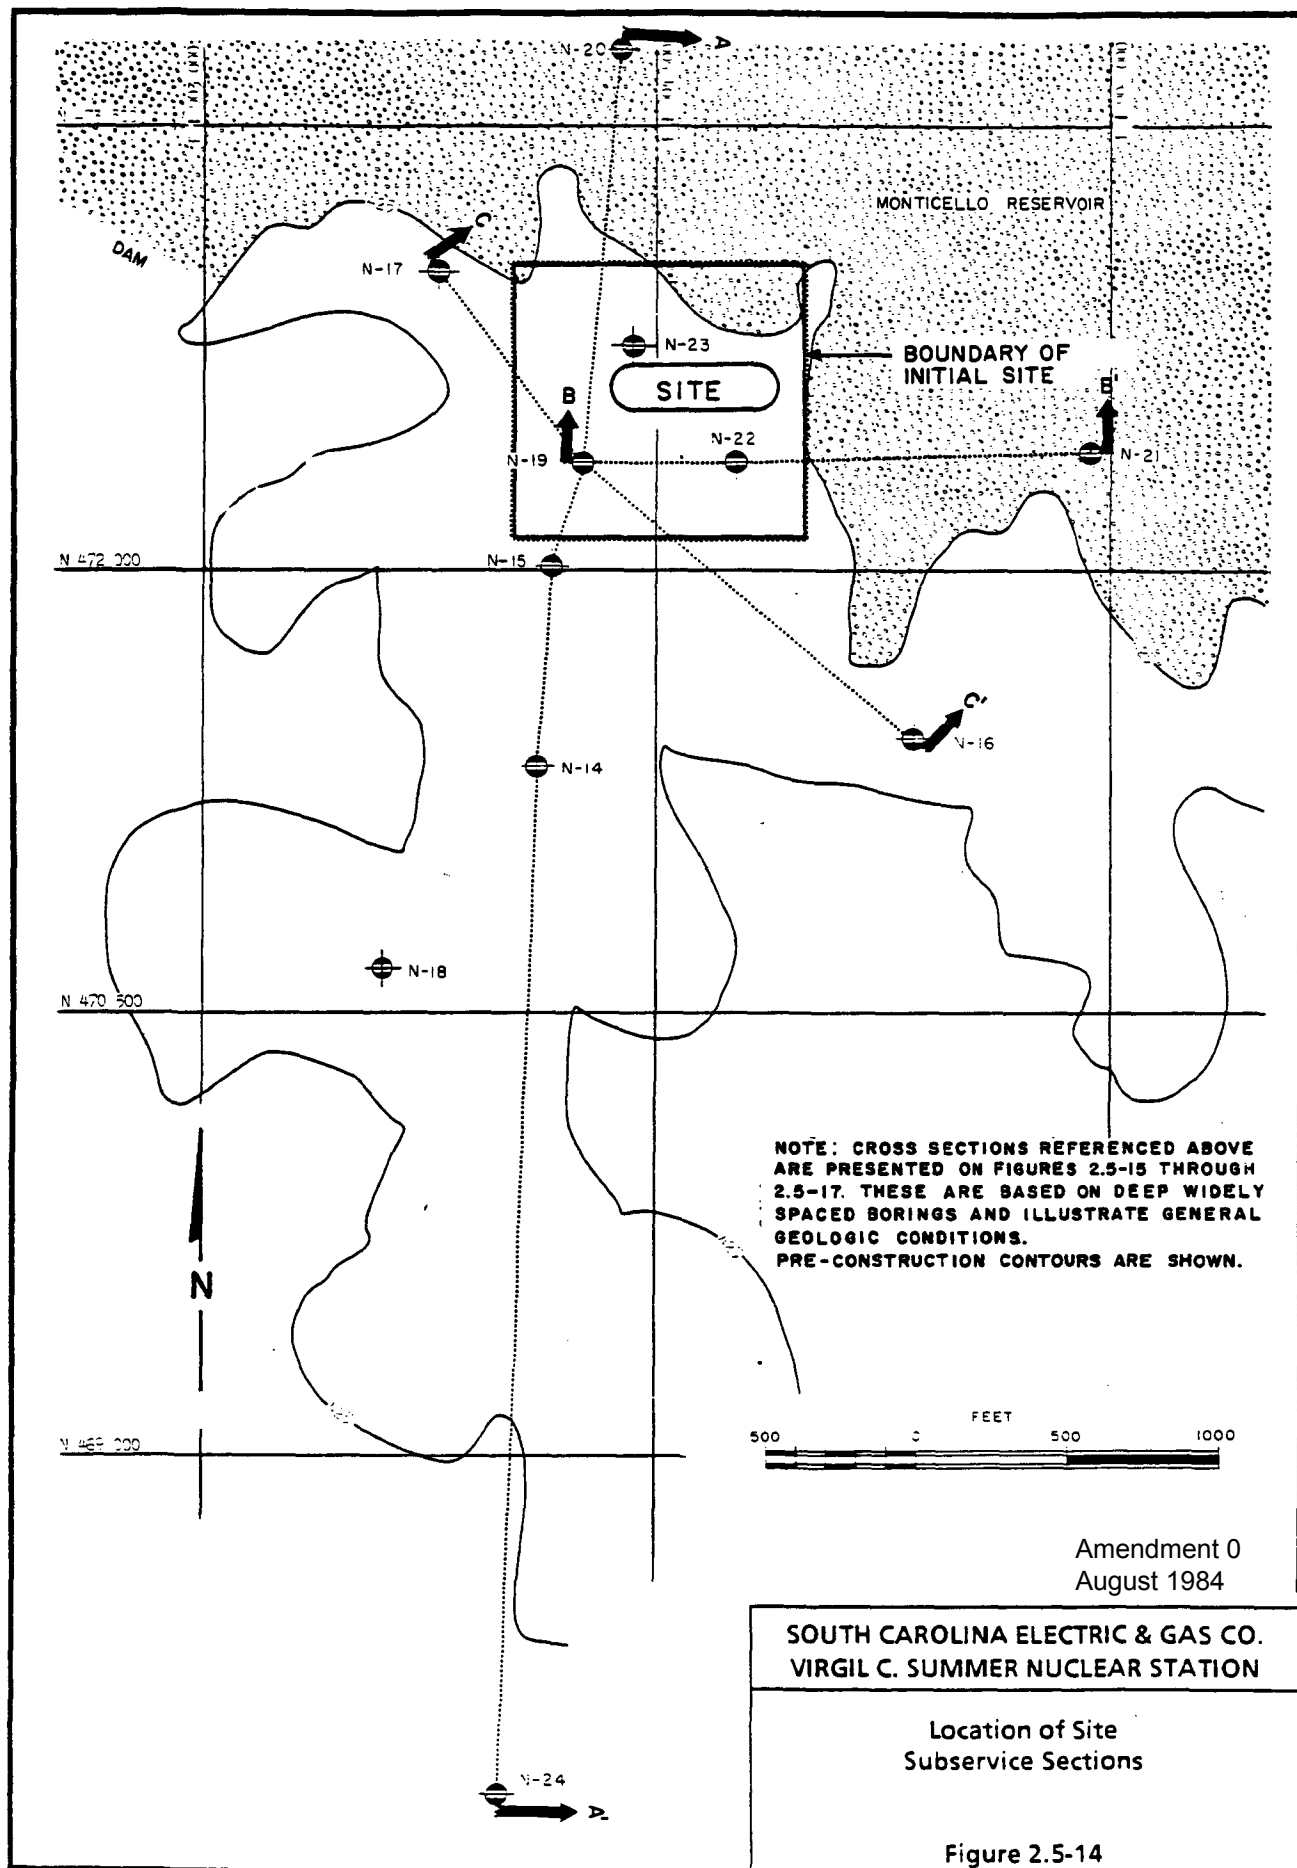 N-20
A
MONTICELLO RESERVOIR
DAM
C
N-17
N-23
BOUNDARY OF
INITIAL SITE
SITE
B
B'
N-19
N-22
N-21
N 472 000
N-15
C'
N-16
N-14
N-18
N 470 500
NOTE: CROSS SECTIONS REFERENCED ABOVE
ARE PRESENTED ON FIGURES 2.5-15 THROUGH
2.5-17. THESE ARE BASED ON DEEP WIDELY
SPACED BORINGS AND ILLUSTRATE GENERAL
GEOLOGIC CONDITIONS.
PRE-CONSTRUCTION CONTOURS ARE SHOWN.
N
FEET
500 0 500 1000
N 469 000
Amendment 0
August 1984
SOUTH CAROLINA ELECTRIC & GAS CO.
VIRGIL C. SUMMER NUCLEAR STATION
Location of Site
Subservice Sections
N-24
A'
Figure 2.5-14